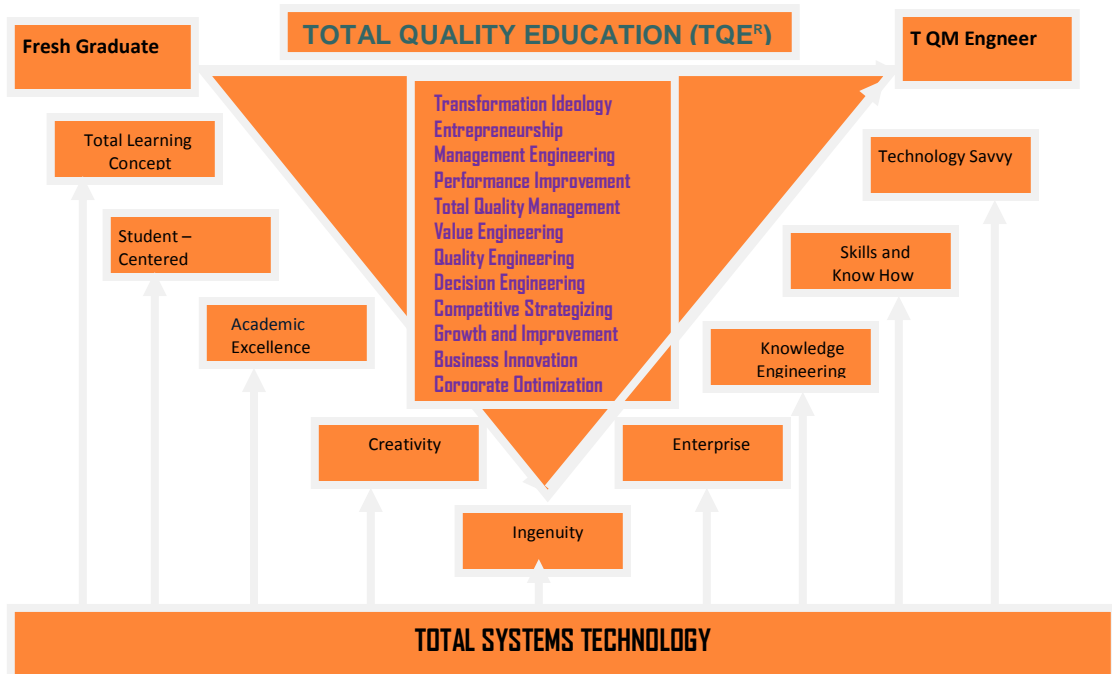 TOTAL QUALITY EDUCATION (TQEᴿ)
Fresh Graduate
T QM Engneer
Transformation Ideology
Entrepreneurship
Management Engineering
Performance Improvement
Total Quality Management
Value Engineering
Quality Engineering
Decision Engineering
Competitive Strategizing
Growth and Improvement
Business Innovation
Corporate Optimization
Total Learning
Concept
Student –
Centered
Academic
Excellence
Creativity
Ingenuity
Enterprise
Knowledge
Engineering
Skills and
Know How
Technology Savvy
TOTAL SYSTEMS TECHNOLOGY